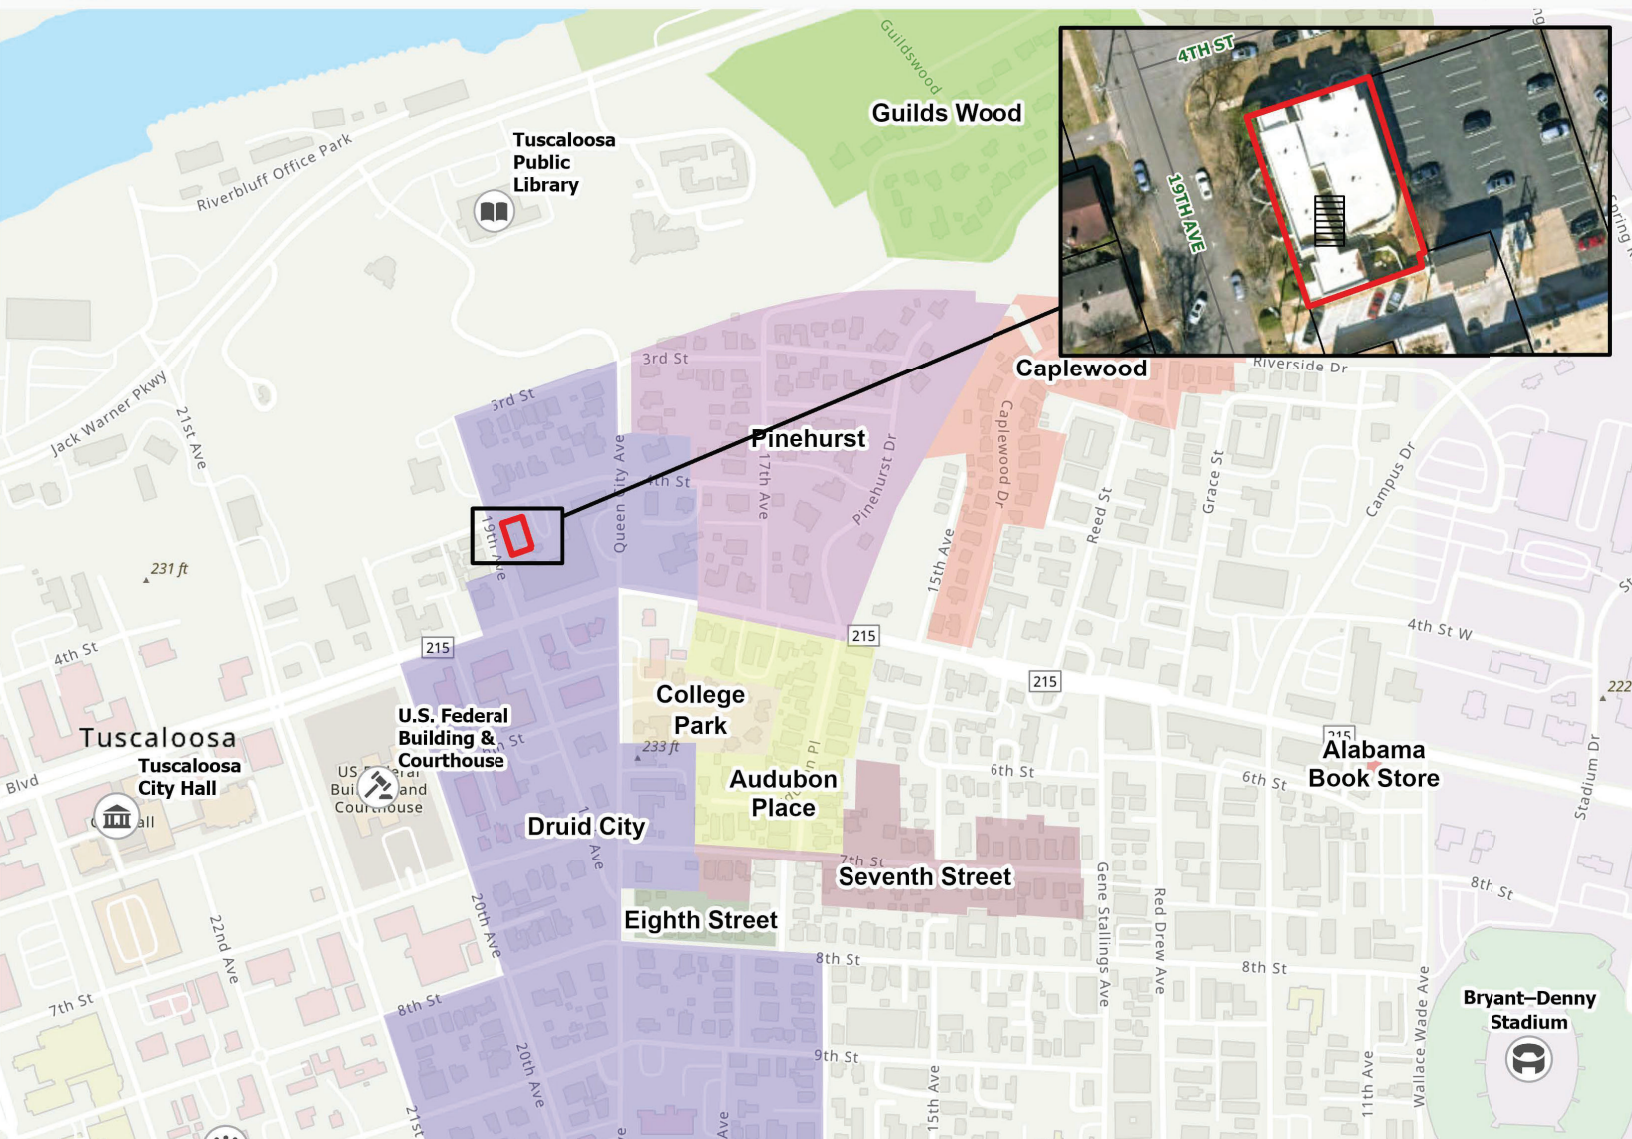 Guildswood
Guilds Wood
4TH ST
19TH AVE
Tuscaloosa
Public
Library
Riverbluff Office Park
Jack Warner Pkwy
21st Ave
3rd St
3rd St
Riverside Dr
Caplewood
Caplewood Dr
Pinehurst
Pinehurst Dr
17th Ave
4th St
Queen City Ave
19th Ave
15th Ave
Reed St
Grace St
Campus Dr
231 ft
4th St
215
215
215
215
4th St W
222
College
Park
233 ft
U.S. Federal
Building &
Courthouse
Tuscaloosa
Tuscaloosa
City Hall
Blvd
Audubon
Place
6th St
6th St
Alabama
Book Store
Stadium Dr
Druid City
7th St
Seventh Street
Eighth Street
8th St
20th Ave
22nd Ave
7th St
8th St
8th St
8th St
Gene Stallings Ave
Red Drew Ave
Wallace Wade Ave
Bryant–Denny
Stadium
9th St
20th Ave
21st
15th Ave
11th Ave
Ave